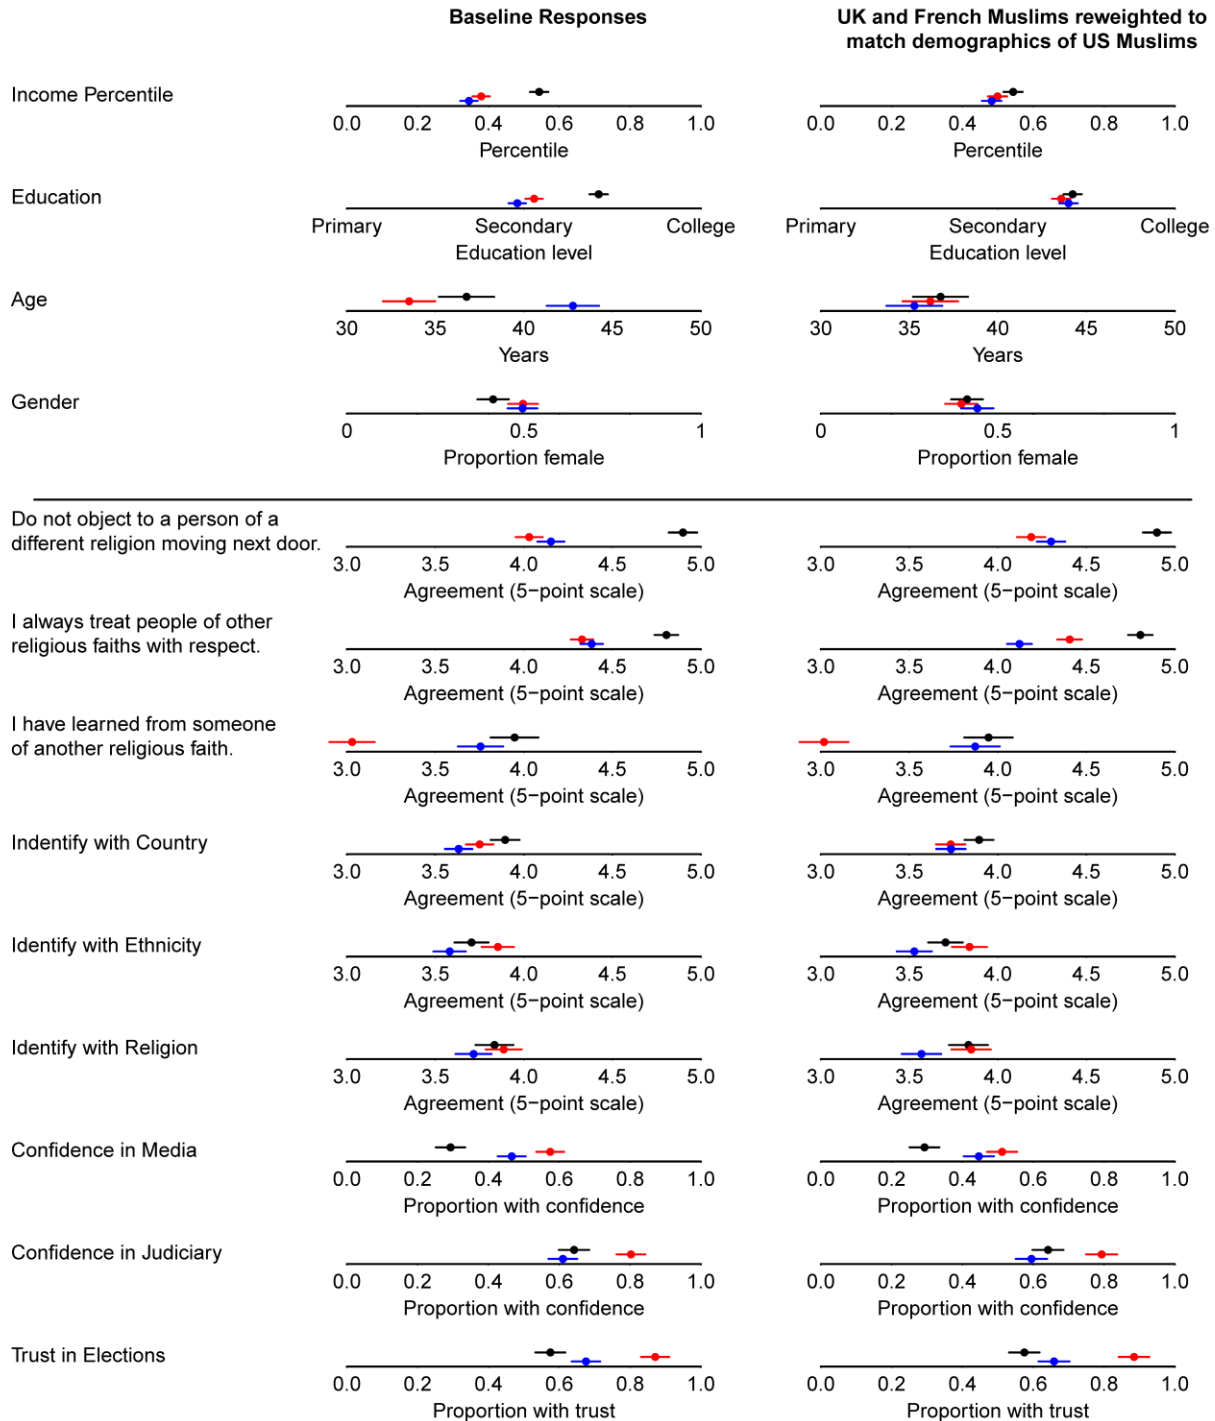 Baseline Responses
UK and French Muslims reweighted to
match demographics of US Muslims
Income Percentile
0.0 0.2 0.4 0.6 0.8 1.0
Percentile
0.0 0.2 0.4 0.6 0.8 1.0
Percentile
Education
Primary Secondary College
Education level
Primary Secondary College
Education level
Age
30 35 40 45 50
Years
30 35 40 45 50
Years
Gender
0 0.5 1
Proportion female
0 0.5 1
Proportion female
Do not object to a person of a
different religion moving next door.
3.0 3.5 4.0 4.5 5.0
Agreement (5−point scale)
3.0 3.5 4.0 4.5 5.0
Agreement (5−point scale)
I always treat people of other
religious faiths with respect.
3.0 3.5 4.0 4.5 5.0
Agreement (5−point scale)
3.0 3.5 4.0 4.5 5.0
Agreement (5−point scale)
I have learned from someone
of another religious faith.
3.0 3.5 4.0 4.5 5.0
Agreement (5−point scale)
3.0 3.5 4.0 4.5 5.0
Agreement (5−point scale)
Indentify with Country
3.0 3.5 4.0 4.5 5.0
Agreement (5−point scale)
3.0 3.5 4.0 4.5 5.0
Agreement (5−point scale)
Identify with Ethnicity
3.0 3.5 4.0 4.5 5.0
Agreement (5−point scale)
3.0 3.5 4.0 4.5 5.0
Agreement (5−point scale)
Identify with Religion
3.0 3.5 4.0 4.5 5.0
Agreement (5−point scale)
3.0 3.5 4.0 4.5 5.0
Agreement (5−point scale)
Confidence in Media
0.0 0.2 0.4 0.6 0.8 1.0
Proportion with confidence
0.0 0.2 0.4 0.6 0.8 1.0
Proportion with confidence
Confidence in Judiciary
0.0 0.2 0.4 0.6 0.8 1.0
Proportion with confidence
0.0 0.2 0.4 0.6 0.8 1.0
Proportion with confidence
Trust in Elections
0.0 0.2 0.4 0.6 0.8 1.0
Proportion with trust
0.0 0.2 0.4 0.6 0.8 1.0
Proportion with trust